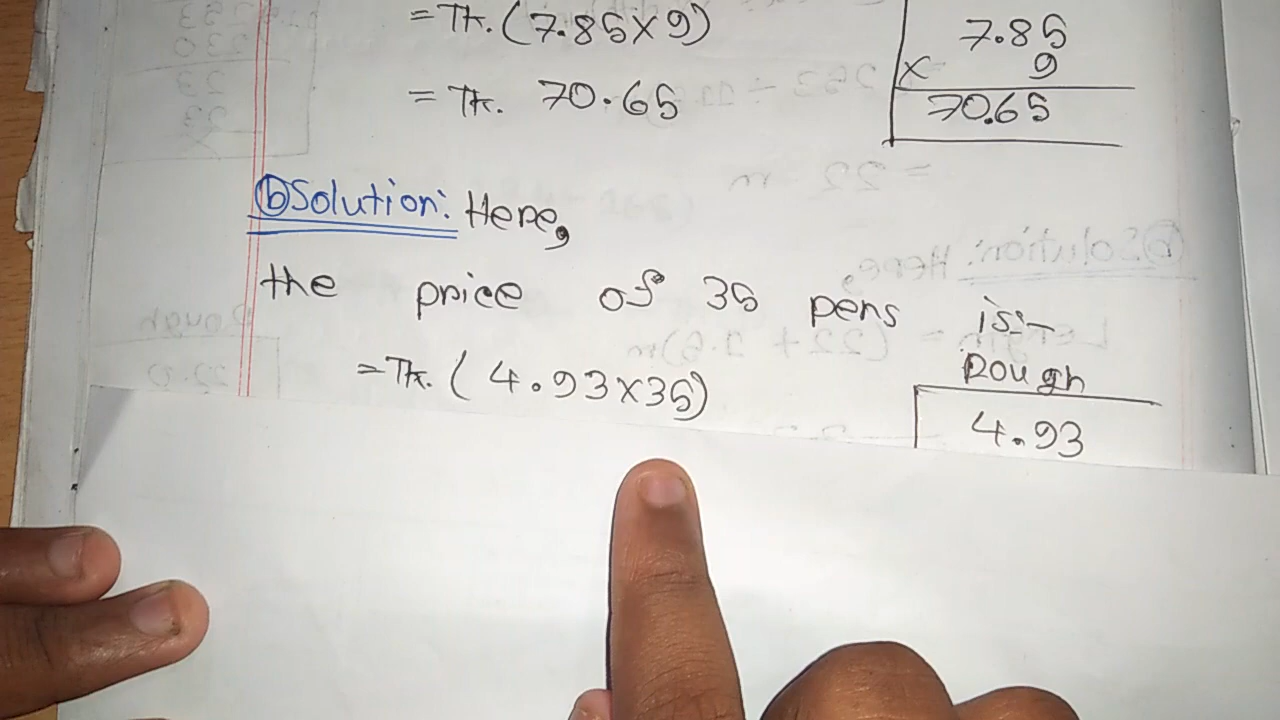 =Tk.(7.85×9)
= Tk. 70.65
7.85
× 9
70.65
ⓑSolution: Here,
the price of 35 pens is:-
=Tk. (4.93×35)
Rough
4.93